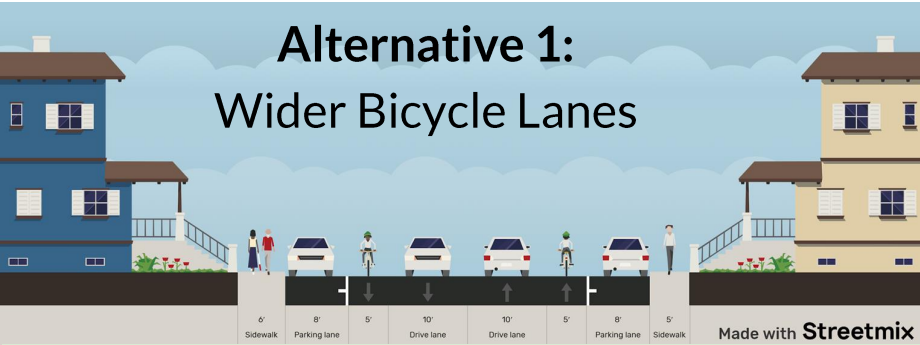 Alternative 1:
Wider Bicycle Lanes
6' 8' 5' 10' 10' 5' 8' 5'
Sidewalk Parking lane Drive lane Drive lane Parking lane Sidewalk
Made with Streetmix